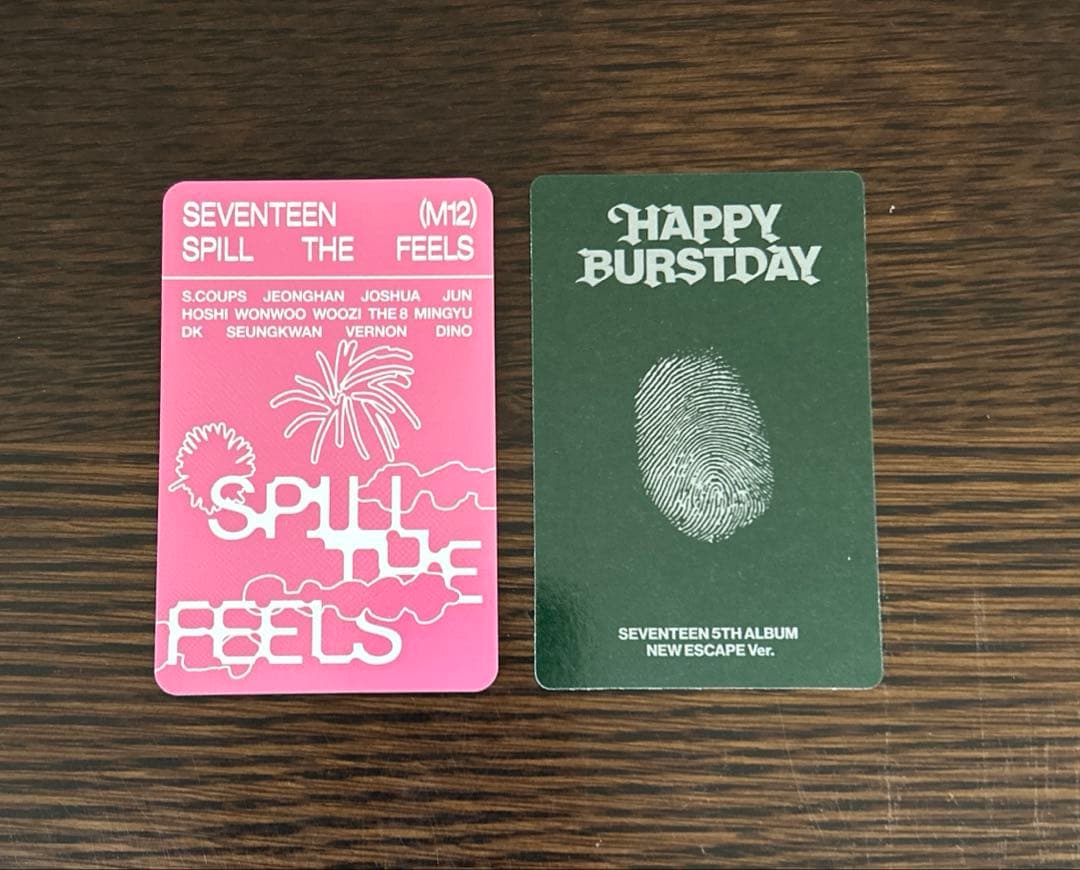 SEVENTEEN (M12)
SPILL THE FEELS
S.COUPS JEONGHAN JOSHUA JUN
HOSHI WONWOO WOOZI THE 8 MINGYU
DK SEUNGKWAN VERNON DINO
SPILL
THE
FEELS
HAPPY
BURSTDAY
SEVENTEEN 5TH ALBUM
NEW ESCAPE Ver.